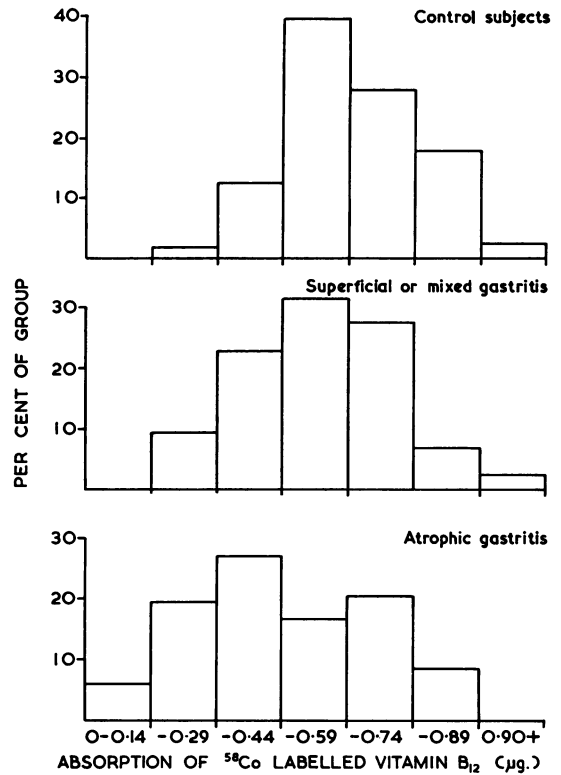 Control subjects
40
30
20
10
Superficial or mixed gastritis
30
20
10
Atrophic gastritis
30
20
10
PER CENT OF GROUP
0-0·14 -0·29 -0·44 -0·59 -0·74 -0·89 0·90+
ABSORPTION OF ⁵⁸Co LABELLED VITAMIN B₁₂ (μg.)